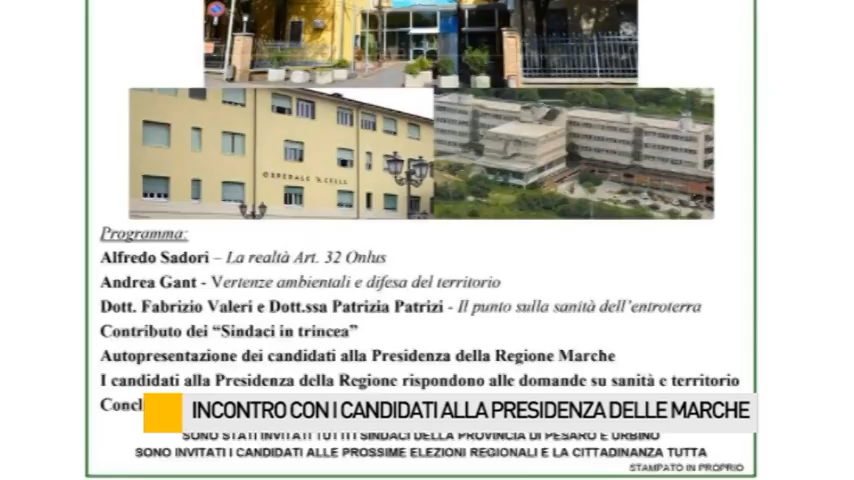 OSPEDALE "A. CELLI"
Programma:
Alfredo Sadori – La realtà Art. 32 Onlus
Andrea Gant - Vertenze ambientali e difesa del territorio
Dott. Fabrizio Valeri e Dott.ssa Patrizia Patrizi - Il punto sulla sanità dell'entroterra
Contributo dei "Sindaci in trincea"
Autopresentazione dei candidati alla Presidenza della Regione Marche
I candidati alla Presidenza della Regione rispondono alle domande su sanità e territorio
Concl
INCONTRO CON I CANDIDATI ALLA PRESIDENZA DELLE MARCHE
SONO STATI INVITATI TUTTI I SINDACI DELLA PROVINCIA DI PESARO E URBINO
SONO INVITATI I CANDIDATI ALLE PROSSIME ELEZIONI REGIONALI E LA CITTADINANZA TUTTA
STAMPATO IN PROPRIO